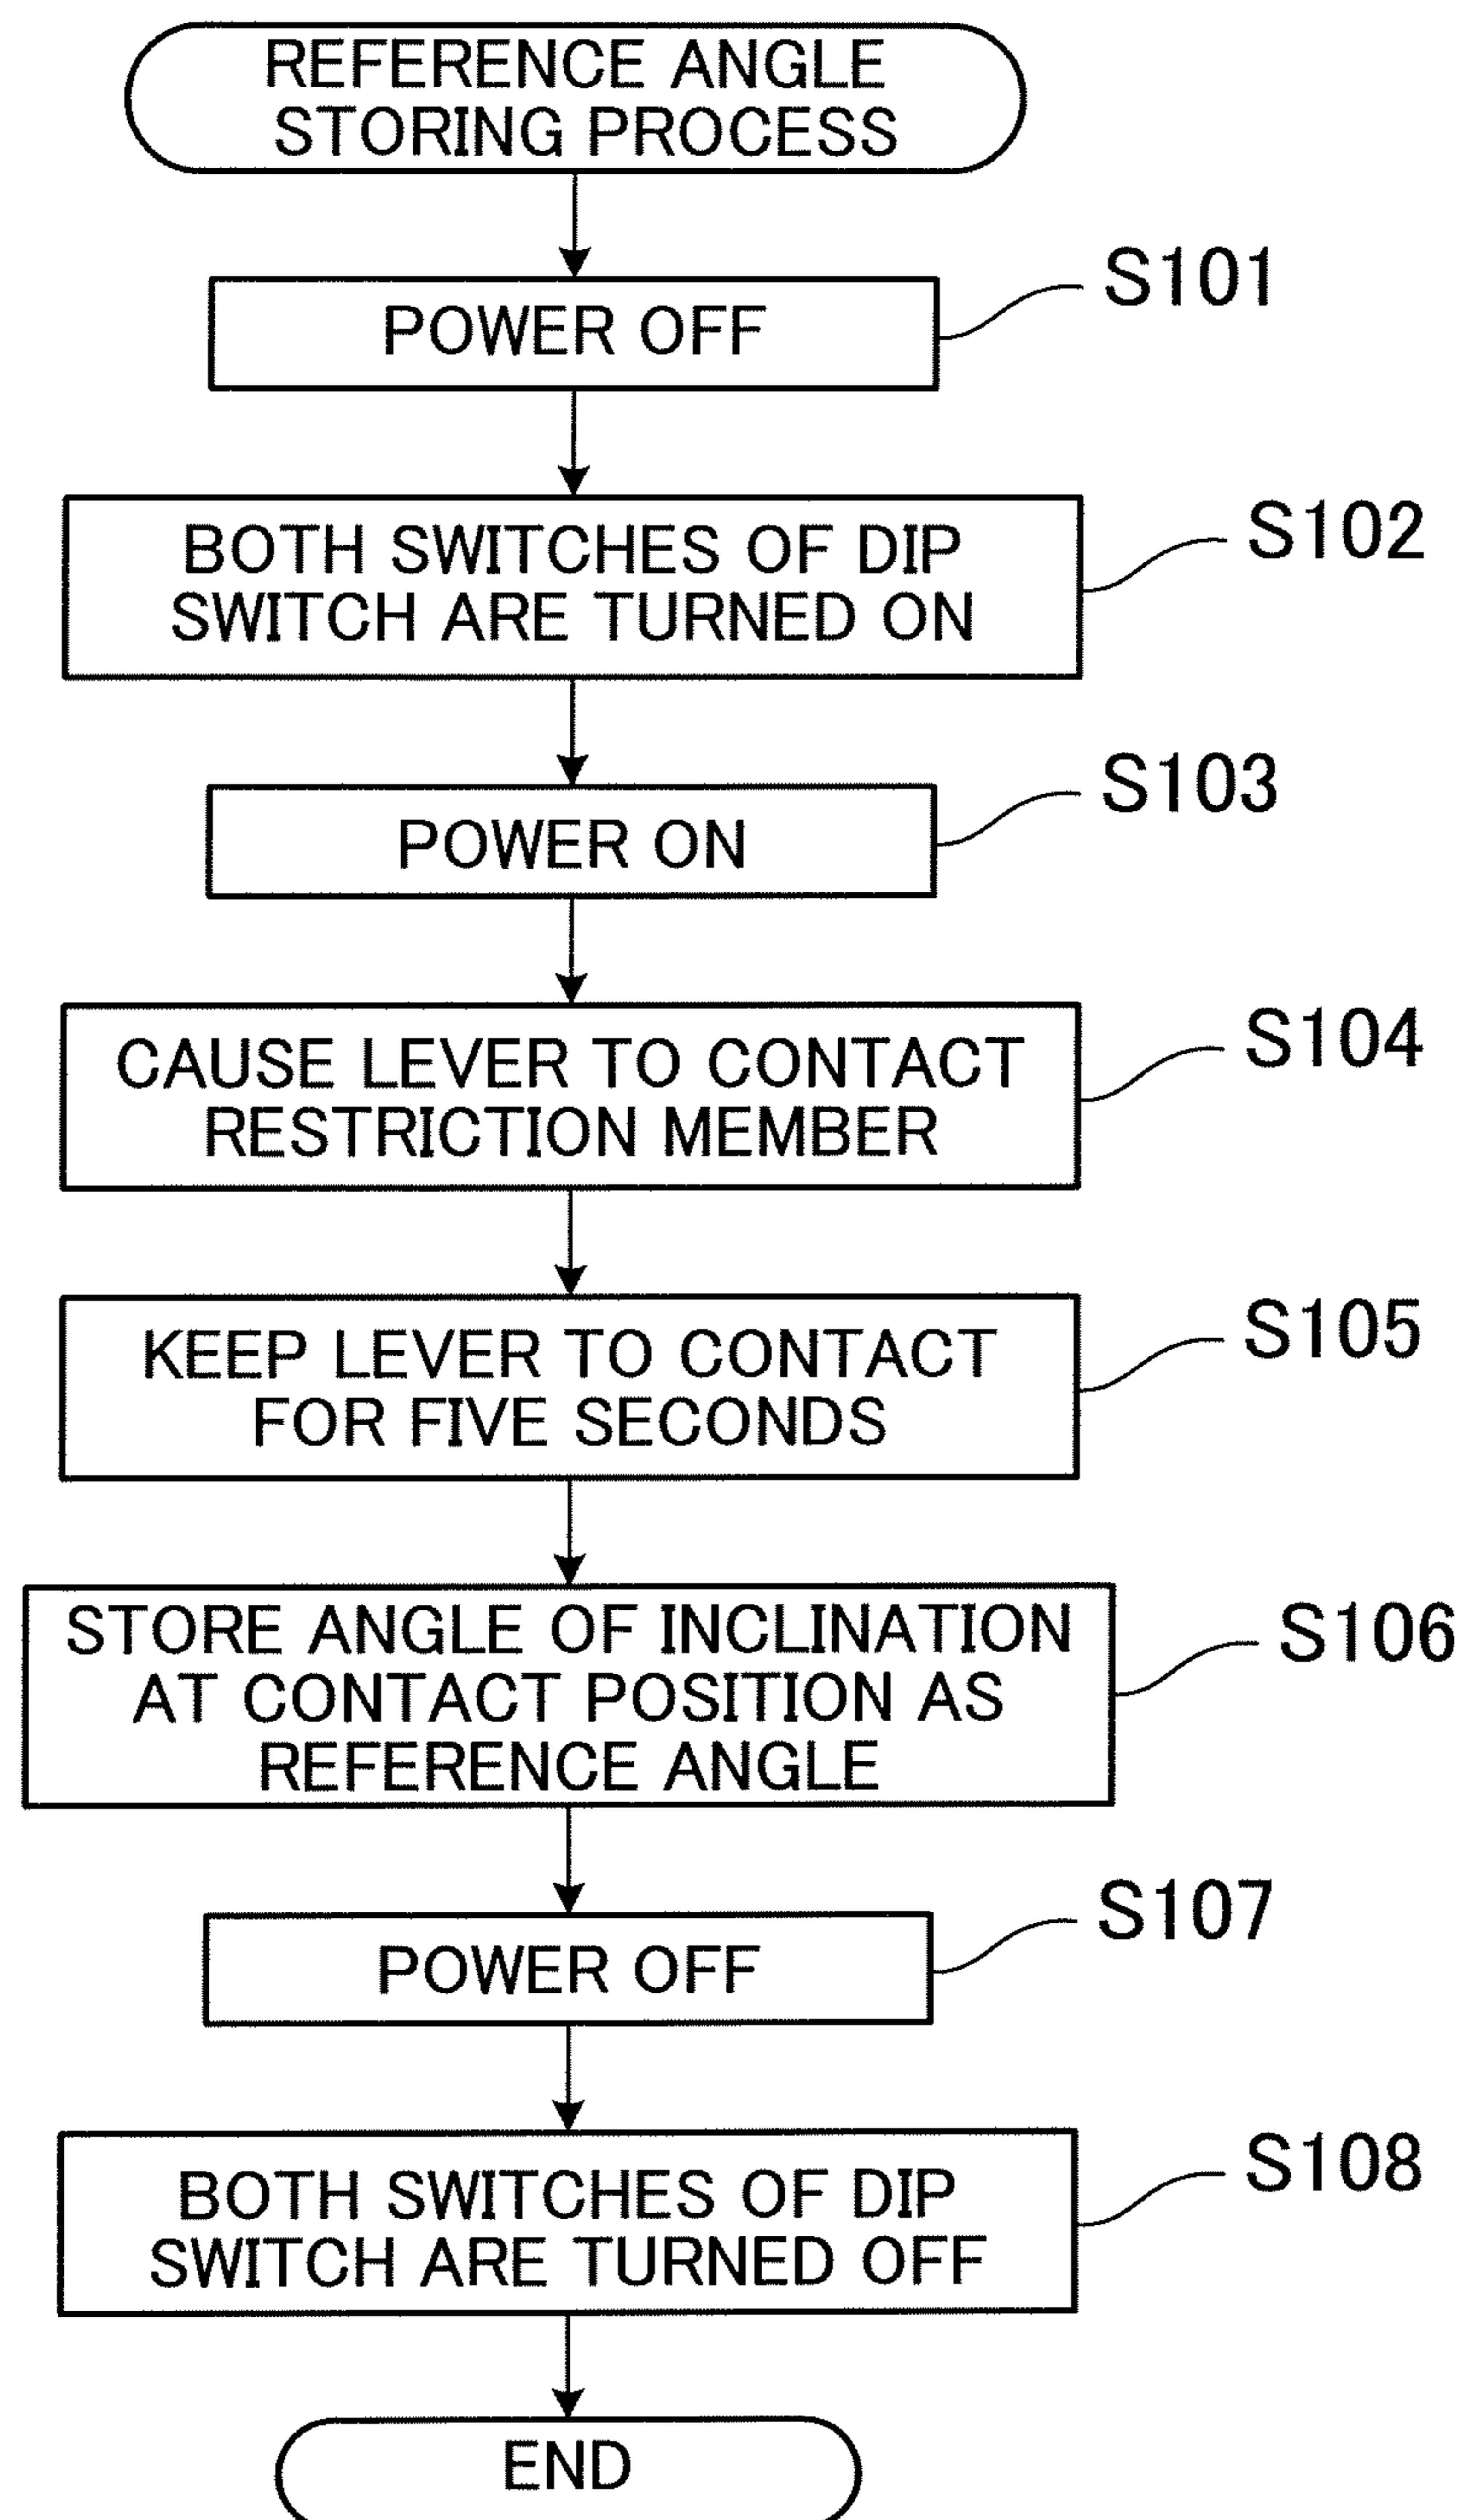 REFERENCE ANGLE
STORING PROCESS
S101
POWER OFF
S102
BOTH SWITCHES OF DIP
SWITCH ARE TURNED ON
S103
POWER ON
S104
CAUSE LEVER TO CONTACT
RESTRICTION MEMBER
S105
KEEP LEVER TO CONTACT
FOR FIVE SECONDS
S106
STORE ANGLE OF INCLINATION
AT CONTACT POSITION AS
REFERENCE ANGLE
S107
POWER OFF
S108
BOTH SWITCHES OF DIP
SWITCH ARE TURNED OFF
END